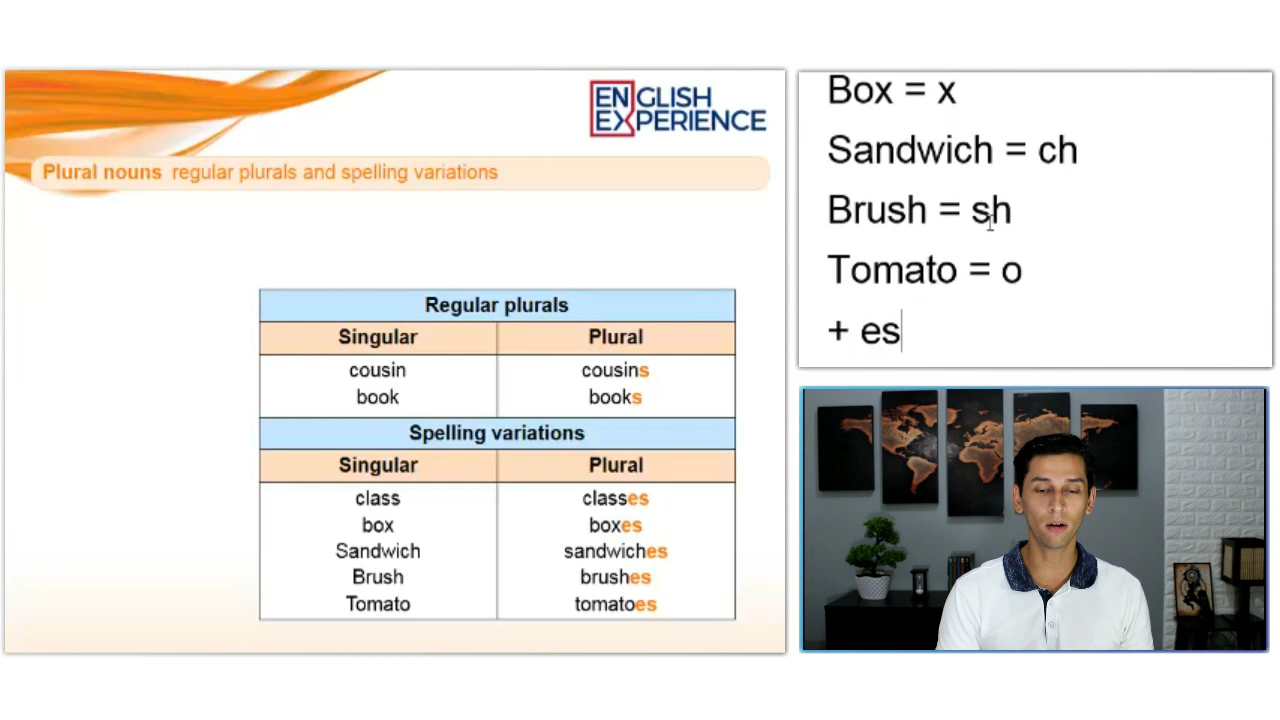 ENGLISH
EXPERIENCE
Plural nouns regular plurals and spelling variations
Regular plurals
Singular Plural
cousin cousins
book books
Spelling variations
Singular Plural
class classes
box boxes
Sandwich sandwiches
Brush brushes
Tomato tomatoes
Box = x
Sandwich = ch
Brush = sh
Tomato = o
+ es